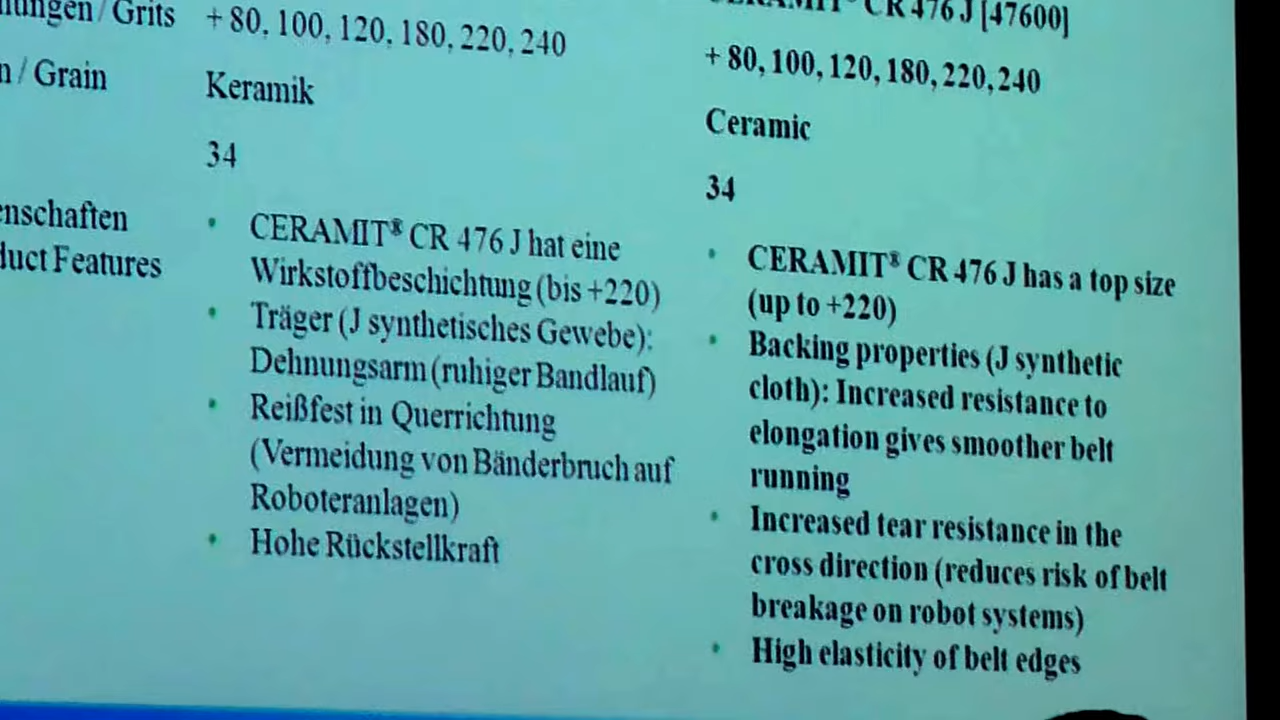 / Grits
+ 80, 100, 120, 180, 220, 240
/ Grain
Keramik
34
Product Features
• CERAMIT® CR 476 J hat eine
Wirkstoffbeschichtung (bis +220)
• Träger (J synthetisches Gewebe):
Dehnungsarm (ruhiger Bandlauf)
• Reißfest in Querrichtung
(Vermeidung von Bänderbruch auf
Roboteranlagen)
• Hohe Rückstellkraft
CERAMIT® CR 476 J [47600]
+ 80, 100, 120, 180, 220, 240
Ceramic
34
• CERAMIT® CR 476 J has a top size
(up to +220)
• Backing properties (J synthetic
cloth): Increased resistance to
elongation gives smoother belt
running
• Increased tear resistance in the
cross direction (reduces risk of belt
breakage on robot systems)
• High elasticity of belt edges